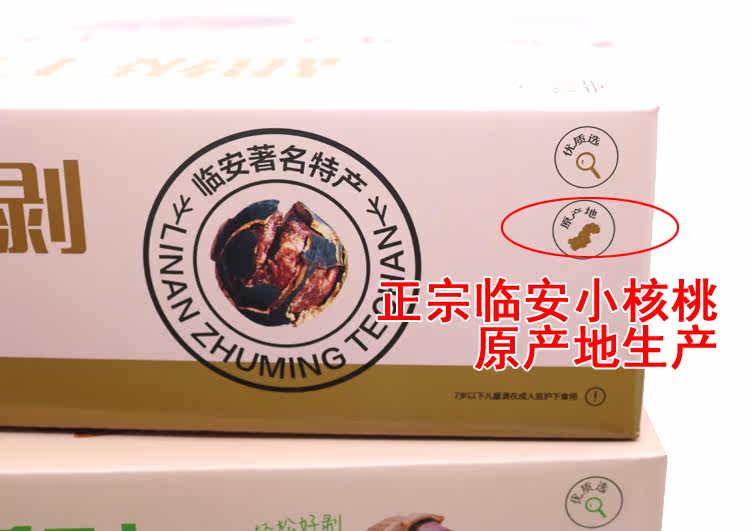 优质选
剥
临安著名特产
LINAN ZHUMING TECHAN
原产地
正宗临安小核桃
原产地生产
7岁以下儿童请在成人监护下食用
优质选
轻松好剥